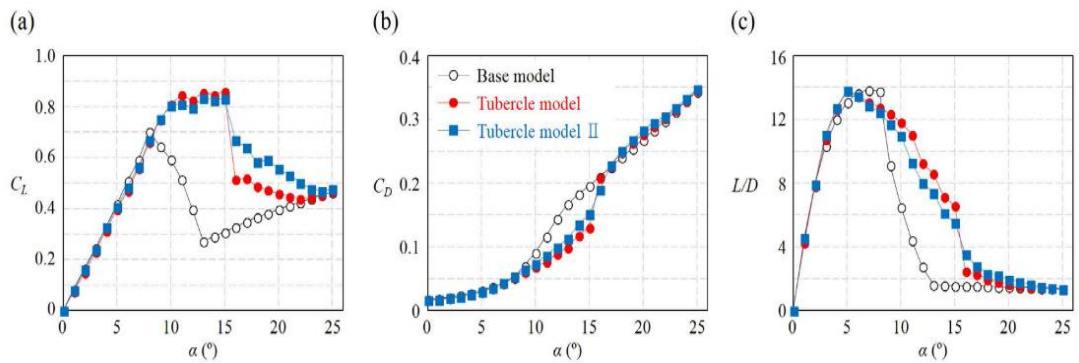 (a)
1.0
0.8
0.6
C_L
0.4
0.2
0
0 5 10 15 20 25
α (°)
(b)
0.4
0.3
C_D
0.2
0.1
0
0 5 10 15 20 25
α (°)
Base model
Tubercle model
Tubercle model Ⅱ
(c)
16
12
L/D
8
4
0
0 5 10 15 20 25
α (°)